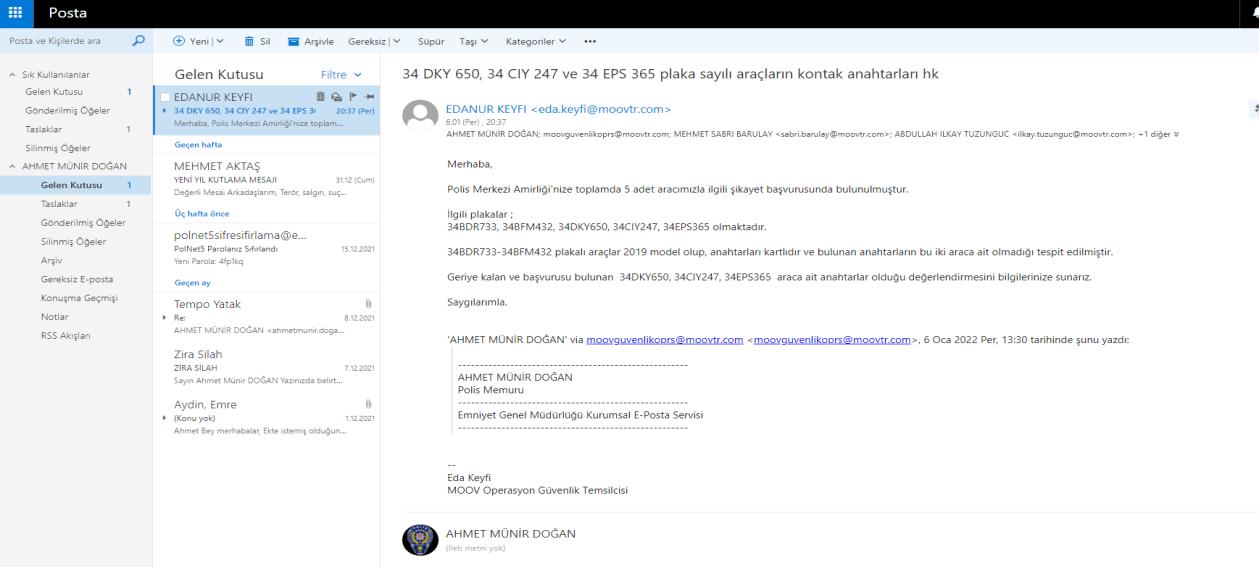 Posta
Posta ve Kişilerde ara
Yeni | Sil Arşivle Gereksiz | Süpür Taşı Kategoriler •••
Sık Kullanılanlar
Gelen Kutusu 1
Gönderilmiş Öğeler
Taslaklar 1
Silinmiş Öğeler
AHMET MÜNİR DOĞAN
Gelen Kutusu 1
Taslaklar 1
Gönderilmiş Öğeler
Silinmiş Öğeler
Arşiv
Gereksiz E-posta
Konuşma Geçmişi
Notlar
RSS Akışları
Gelen Kutusu Filtre
EDANUR KEYFI
34 DKY 650, 34 CIY 247 ve 34 EPS 3 20:37 (Per)
Merhaba, Polis Merkezi Amirliği'nize toplam...
Geçen hafta
MEHMET AKTAŞ
YENİ YIL KUTLAMA MESAJI 31.12 (Cum)
Değerli Mesai Arkadaşlarım, Terör, salgın, suç...
Üç hafta önce
polnet5sifresifirlama@e...
PolNet5 Parolanız Sıfırlandı 15.12.2021
Yeni Parola: 4fp1kq
Geçen ay
Tempo Yatak
Re: 8.12.2021
AHMET MÜNİR DOĞAN <ahmetmunir.doga...
Zira Silah
ZİRA SİLAH 7.12.2021
Sayın Ahmet Münir DOĞAN Yazınızda belirt...
Aydin, Emre
(Konu yok) 1.12.2021
Ahmet Bey merhabalar, Ekte istemiş olduğun...
34 DKY 650, 34 CIY 247 ve 34 EPS 365 plaka sayılı araçların kontak anahtarları hk
EDANUR KEYFI <eda.keyfi@moovtr.com>
6.01 (Per) , 20:37
AHMET MÜNİR DOĞAN; moovguvenlikoprs@moovtr.com; MEHMET SABRI BARULAY <sabri.barulay@moovtr.com>; ABDULLAH ILKAY TUZUNGUC <ilkay.tuzunguc@moovtr.com>; +1 diğer
Merhaba,
Polis Merkezi Amirliği'nize toplamda 5 adet aracımızla ilgili şikayet başvurusunda bulunulmuştur.
İlgili plakalar ;
34BDR733, 34BFM432, 34DKY650, 34CIY247, 34EPS365 olmaktadır.
34BDR733-34BFM432 plakalı araçlar 2019 model olup, anahtarları kartlıdır ve bulunan anahtarların bu iki araca ait olmadığı tespit edilmiştir.
Geriye kalan ve başvurusu bulunan 34DKY650, 34CIY247, 34EPS365 araca ait anahtarlar olduğu değerlendirmesini bilgilerinize sunarız.
Saygılarımla.
'AHMET MÜNİR DOĞAN' via moovguvenlikoprs@moovtr.com <moovguvenlikoprs@moovtr.com>, 6 Oca 2022 Per, 13:30 tarihinde şunu yazdı:
----------------------------------------------------
AHMET MÜNİR DOĞAN
Polis Memuru
----------------------------------------------------
Emniyet Genel Müdürlüğü Kurumsal E-Posta Servisi
----------------------------------------------------
--
Eda Keyfi
MOOV Operasyon Güvenlik Temsilcisi
AHMET MÜNİR DOĞAN
(İleti metni yok)